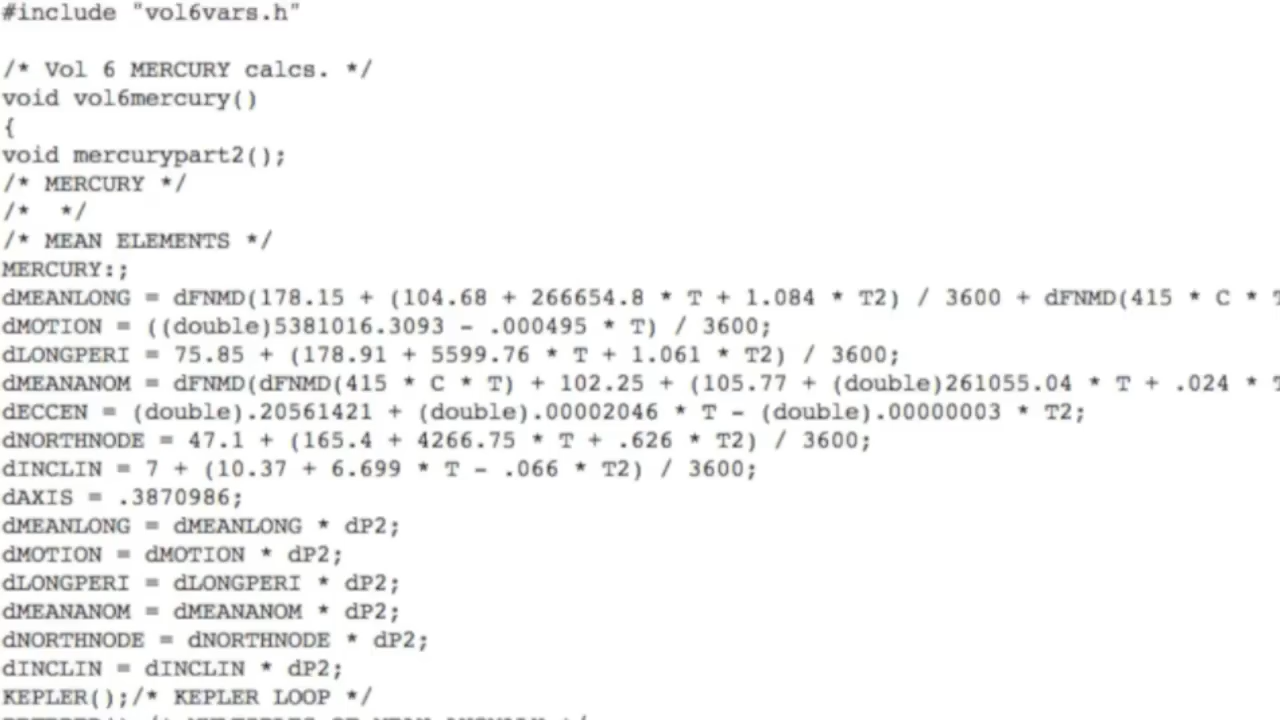 #include "vol6vars.h"
/* Vol 6 MERCURY calcs. */
void vol6mercury()
{
void mercurypart2();
/* MERCURY */
/*  */
/* MEAN ELEMENTS */
MERCURY:;
dMEANLONG = dFNMD(178.15 + (104.68 + 266654.8 * T + 1.084 * T2) / 3600 + dFNMD(415 * C * T
dMOTION = ((double)5381016.3093 - .000495 * T) / 3600;
dLONGPERI = 75.85 + (178.91 + 5599.76 * T + 1.061 * T2) / 3600;
dMEANANOM = dFNMD(dFNMD(415 * C * T) + 102.25 + (105.77 + (double)261055.04 * T + .024 * T
dECCEN = (double).20561421 + (double).00002046 * T - (double).00000003 * T2;
dNORTHNODE = 47.1 + (165.4 + 4266.75 * T + .626 * T2) / 3600;
dINCLIN = 7 + (10.37 + 6.699 * T - .066 * T2) / 3600;
dAXIS = .3870986;
dMEANLONG = dMEANLONG * dP2;
dMOTION = dMOTION * dP2;
dLONGPERI = dLONGPERI * dP2;
dMEANANOM = dMEANANOM * dP2;
dNORTHNODE = dNORTHNODE * dP2;
dINCLIN = dINCLIN * dP2;
KEPLER();/* KEPLER LOOP */